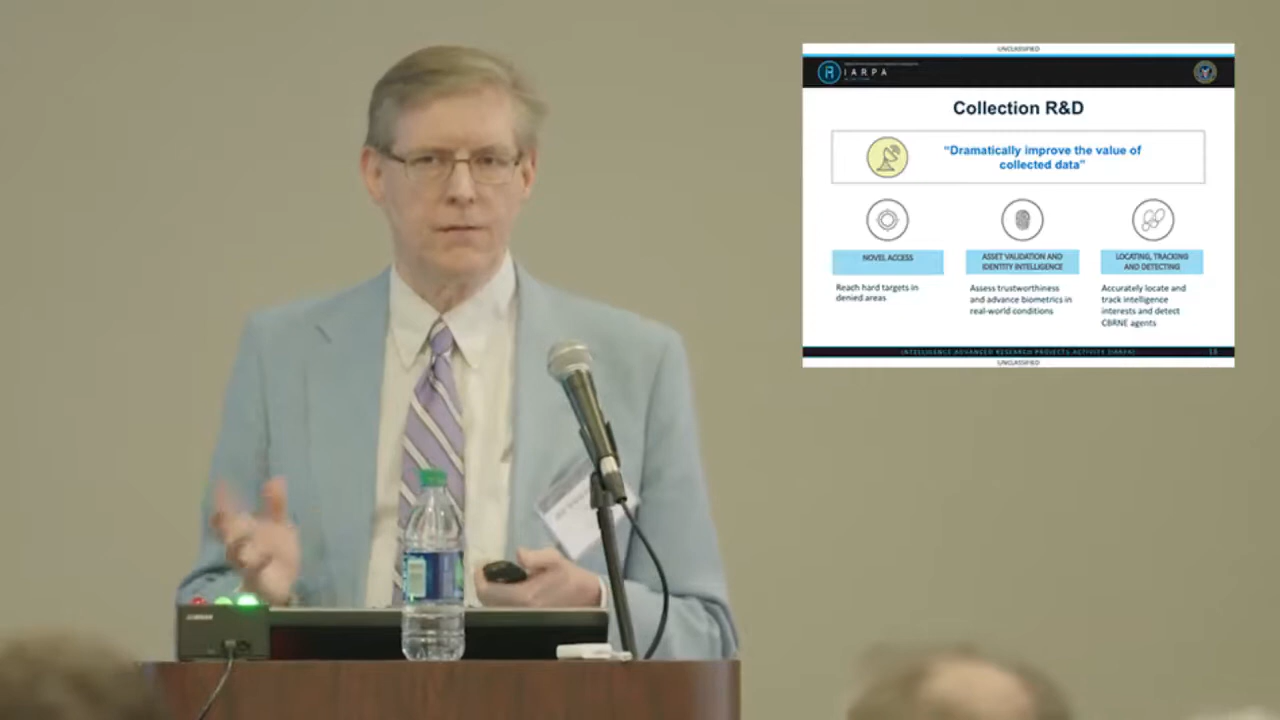 UNCLASSIFIED
IARPA
Collection R&D
"Dramatically improve the value of
collected data"
NOVEL ACCESS
Reach hard targets in
denied areas
ASSET VALIDATION AND
IDENTITY INTELLIGENCE
Assess trustworthiness
and advance biometrics in
real-world conditions
LOCATING, TRACKING
AND DETECTING
Accurately locate and
track intelligence
interests and detect
CBRNE agents
INTELLIGENCE ADVANCED RESEARCH PROJECTS ACTIVITY (IARPA)
UNCLASSIFIED